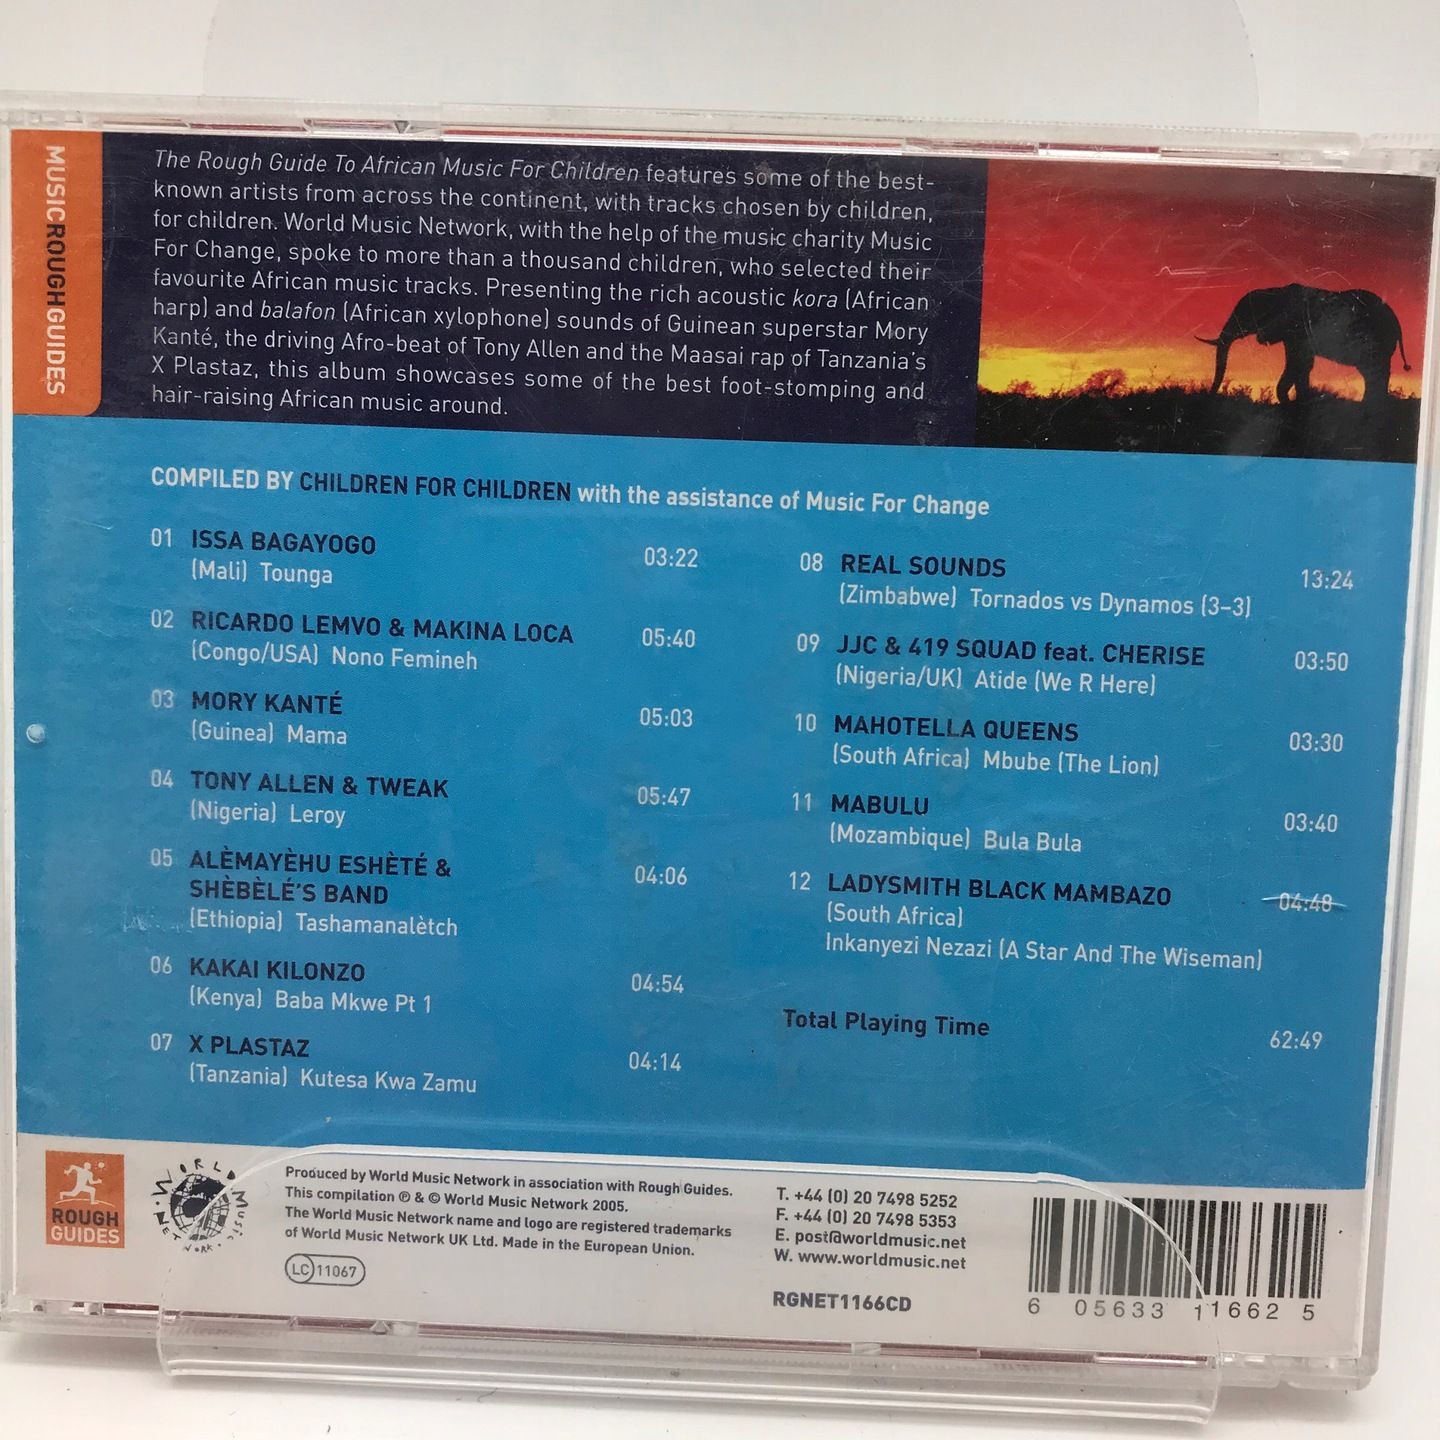 MUSICROUGHGUIDES
The Rough Guide To African Music For Children features some of the best-
known artists from across the continent, with tracks chosen by children,
for children. World Music Network, with the help of the music charity Music
For Change, spoke to more than a thousand children, who selected their
favourite African music tracks. Presenting the rich acoustic kora (African
harp) and balafon (African xylophone) sounds of Guinean superstar Mory
Kanté, the driving Afro-beat of Tony Allen and the Maasai rap of Tanzania's
X Plastaz, this album showcases some of the best foot-stomping and
hair-raising African music around.
COMPILED BY CHILDREN FOR CHILDREN with the assistance of Music For Change
01 ISSA BAGAYOGO 03:22
(Mali) Tounga
02 RICARDO LEMVO & MAKINA LOCA 05:40
(Congo/USA) Nono Femineh
03 MORY KANTÉ 05:03
(Guinea) Mama
04 TONY ALLEN & TWEAK 05:47
(Nigeria) Leroy
05 ALÈMAYÈHU ESHÈTÉ &
SHÈBÈLÉ'S BAND 04:06
(Ethiopia) Tashamanalètch
06 KAKAI KILONZO 04:54
(Kenya) Baba Mkwe Pt 1
07 X PLASTAZ 04:14
(Tanzania) Kutesa Kwa Zamu
08 REAL SOUNDS 13:24
(Zimbabwe) Tornados vs Dynamos (3–3)
09 JJC & 419 SQUAD feat. CHERISE 03:50
(Nigeria/UK) Atide (We R Here)
10 MAHOTELLA QUEENS 03:30
(South Africa) Mbube (The Lion)
11 MABULU 03:40
(Mozambique) Bula Bula
12 LADYSMITH BLACK MAMBAZO 04:48
(South Africa)
Inkanyezi Nezazi (A Star And The Wiseman)
Total Playing Time 62:49
ROUGH
GUIDES
WORLD MUSIC NETWORK
Produced by World Music Network in association with Rough Guides.
This compilation ℗ & © World Music Network 2005.
The World Music Network name and logo are registered trademarks
of World Music Network UK Ltd. Made in the European Union.
LC 11067
T. +44 (0) 20 7498 5252
F. +44 (0) 20 7498 5353
E. post@worldmusic.net
W. www.worldmusic.net
RGNET1166CD
6 05633 11662 5